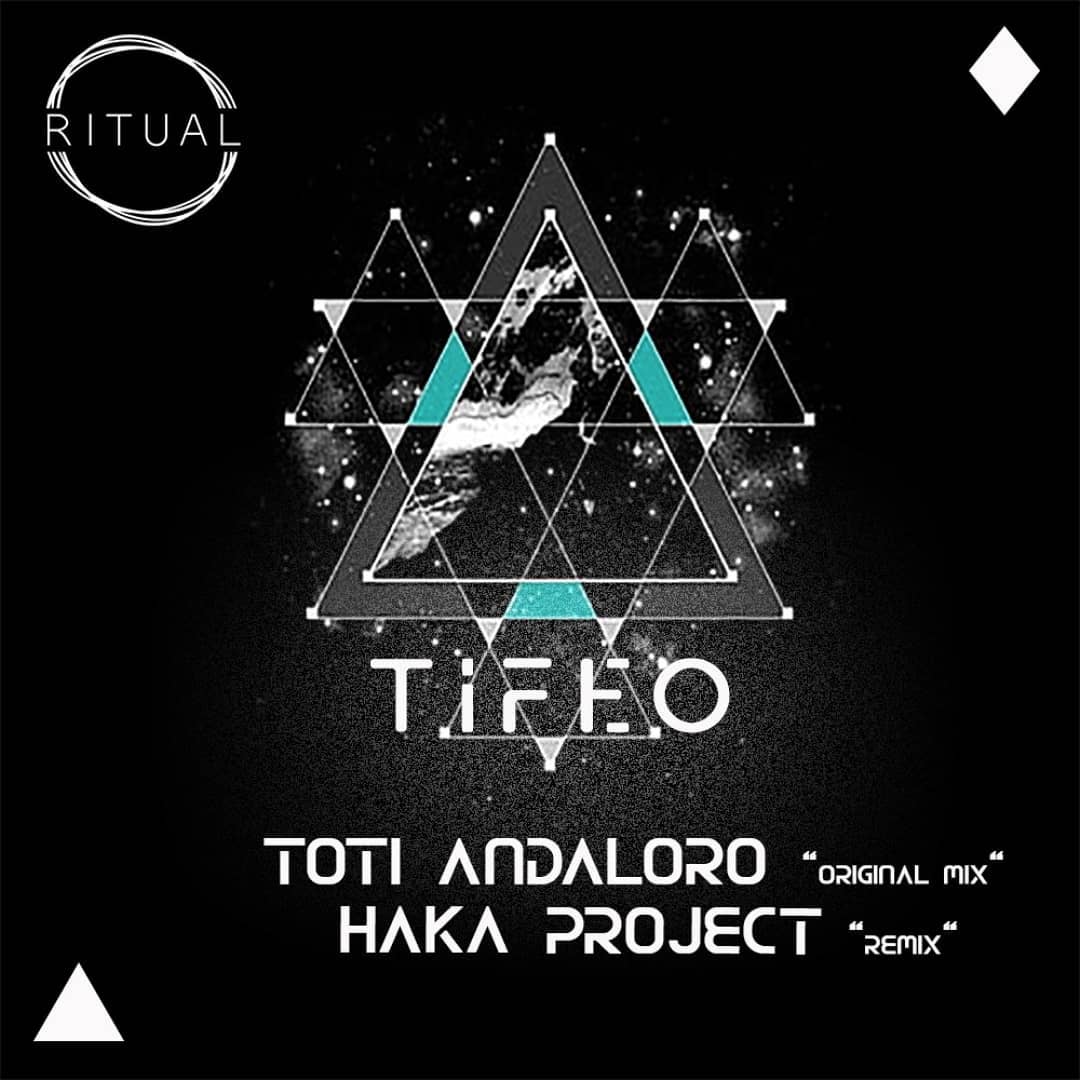 RITUAL
TiFEO
TOTI ANDALORO “ORIGINAL MIX“
HAKA PROJECT “REMIX“